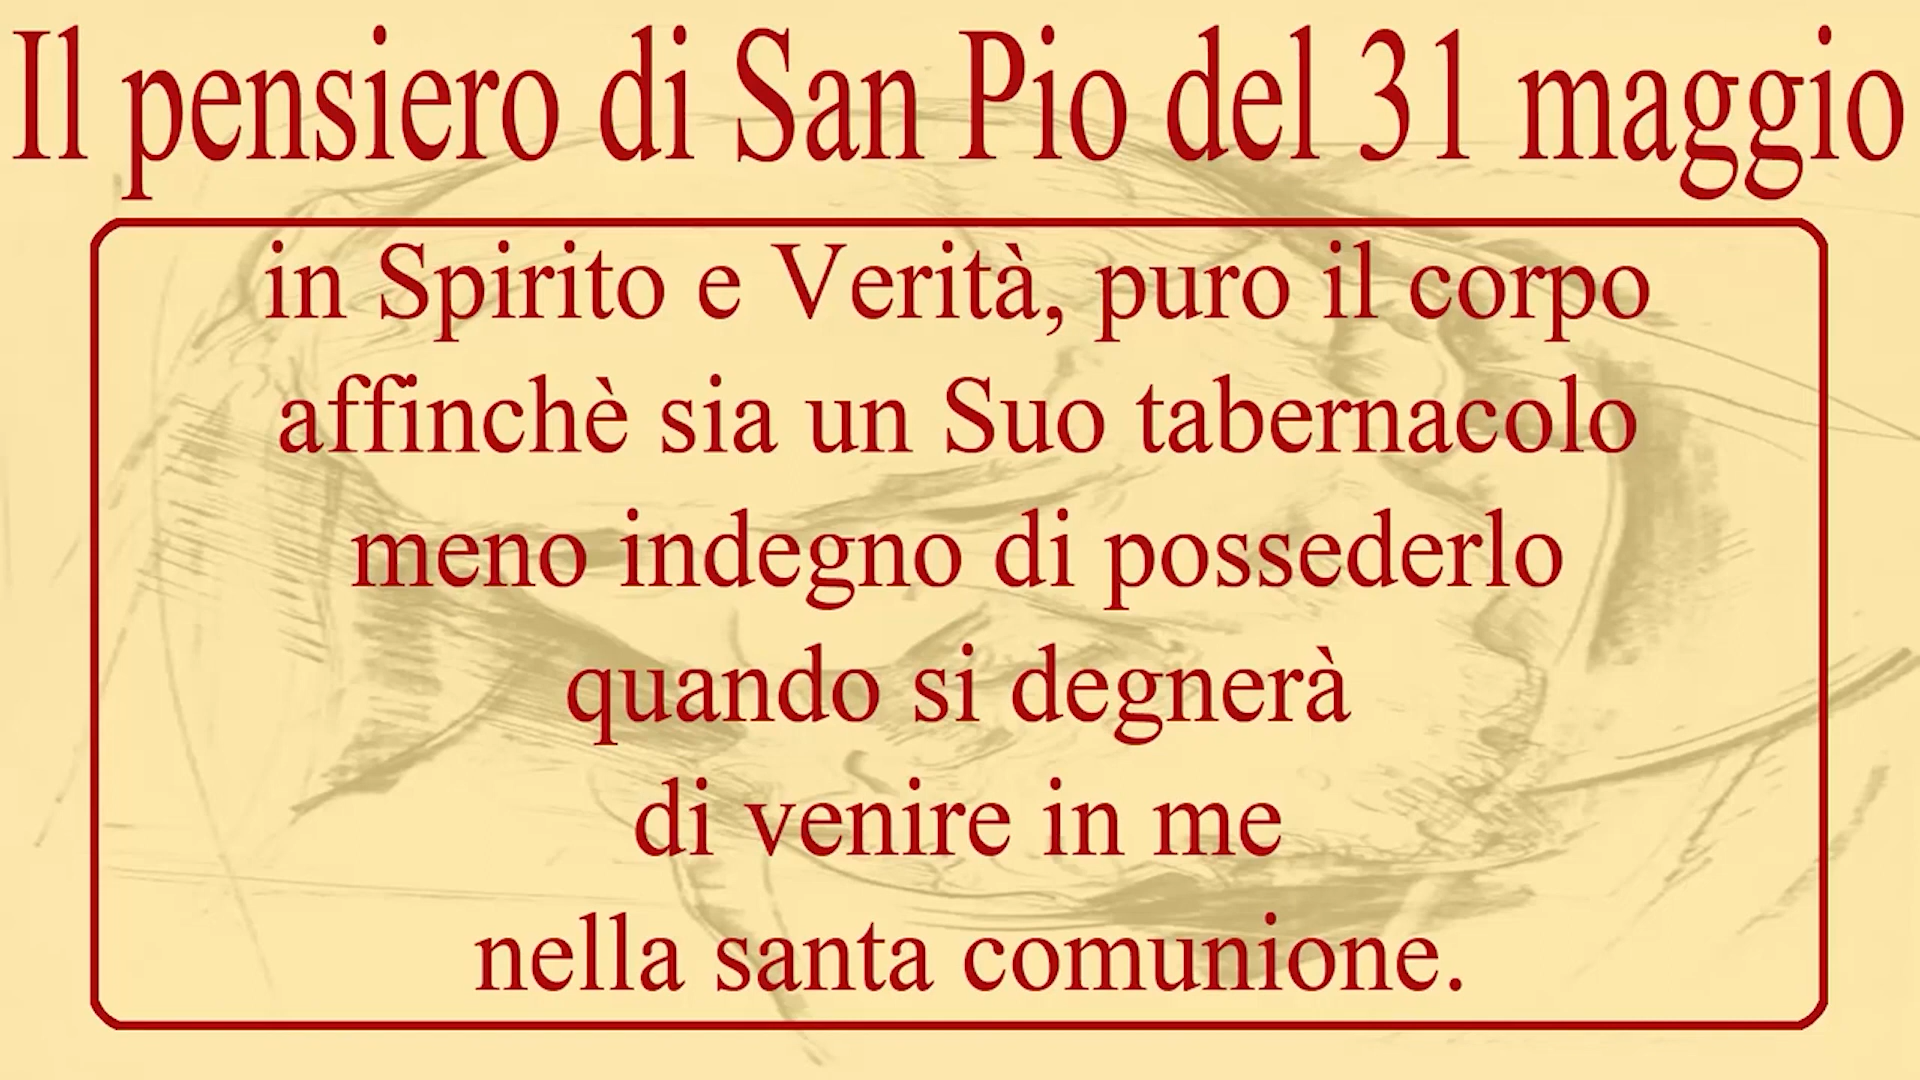 Il pensiero di San Pio del 31 maggio
in Spirito e Verità, puro il corpo
affinchè sia un Suo tabernacolo
meno indegno di possederlo
quando si degnerà
di venire in me
nella santa comunione.